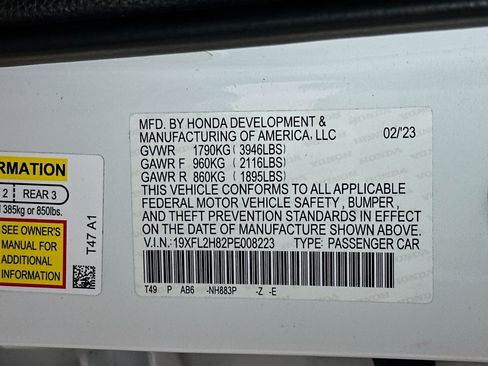 MFD. BY HONDA DEVELOPMENT &
MANUFACTURING OF AMERICA, LLC 02/'23
GVWR 1790KG ( 3946LBS)
GAWR F 960KG ( 2116LBS)
GAWR R 860KG ( 1895LBS)
THIS VEHICLE CONFORMS TO ALL APPLICABLE
FEDERAL MOTOR VEHICLE SAFETY , BUMPER ,
AND THEFT PREVENTION STANDARDS IN EFFECT
ON THE DATE OF MANUFACTURE SHOWN ABOVE.
V.I.N.:19XFL2H82PE008223 TYPE: PASSENGER CAR
T49 P AB6 -NH883P -Z -E
RMATION
2 REAR 3
385kg or 850lbs.
SEE OWNER'S
MANUAL FOR
ADDITIONAL
INFORMATION
T47 A1